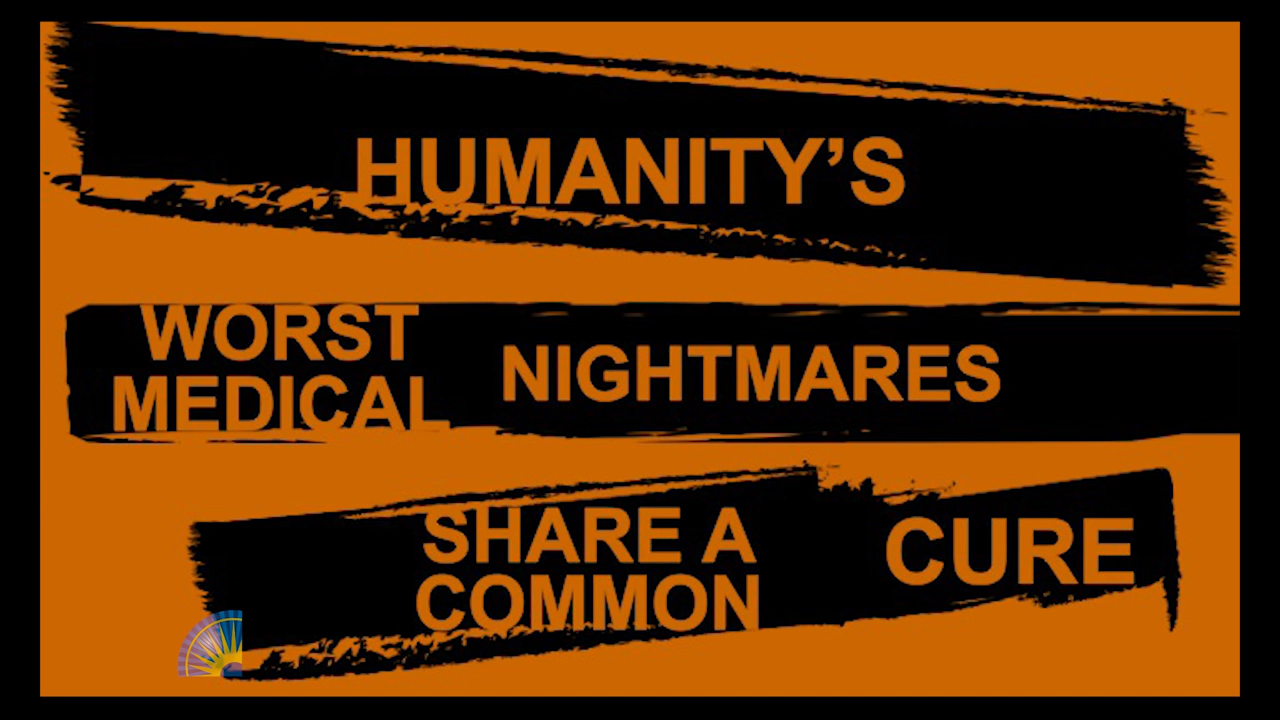 HUMANITY’S
WORST
MEDICAL
NIGHTMARES
SHARE A
COMMON
CURE